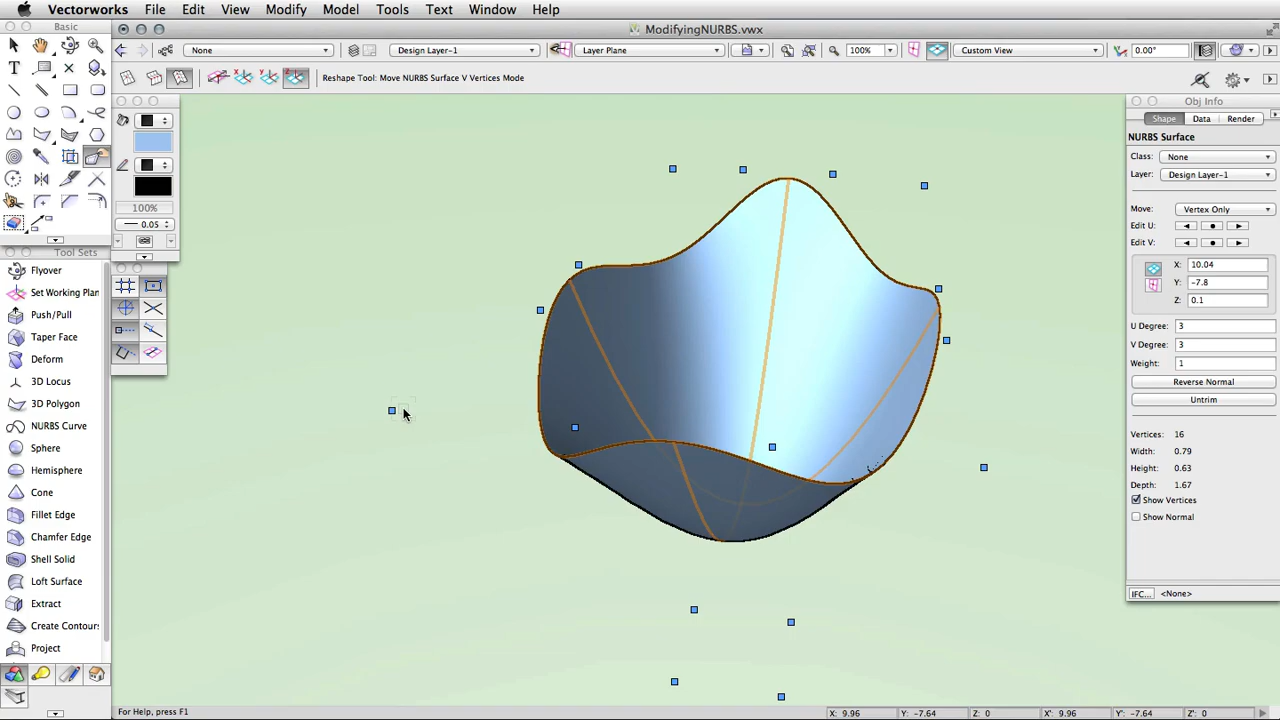 Vectorworks File Edit View Modify Model Tools Text Window Help
ModifyingNURBS.vwx
None Design Layer-1 Layer Plane 100% Custom View 0.00°
Reshape Tool: Move NURBS Surface V Vertices Mode
Basic
100%
0.05
Tool Sets
Flyover
Set Working Plan
Push/Pull
Taper Face
Deform
3D Locus
3D Polygon
NURBS Curve
Sphere
Hemisphere
Cone
Fillet Edge
Chamfer Edge
Shell Solid
Loft Surface
Extract
Create Contours
Project
Obj Info
Shape Data Render
NURBS Surface
Class: None
Layer: Design Layer-1
Move: Vertex Only
Edit U:
Edit V:
X: 10.04
Y: -7.8
Z: 0.1
U Degree: 3
V Degree: 3
Weight: 1
Reverse Normal
Untrim
Vertices: 16
Width: 0.79
Height: 0.63
Depth: 1.67
Show Vertices
Show Normal
IFC... <None>
For Help, press F1
X: 9.96 Y: -7.64 Z: 0 X': 9.96 Y': -7.64 Z': 0